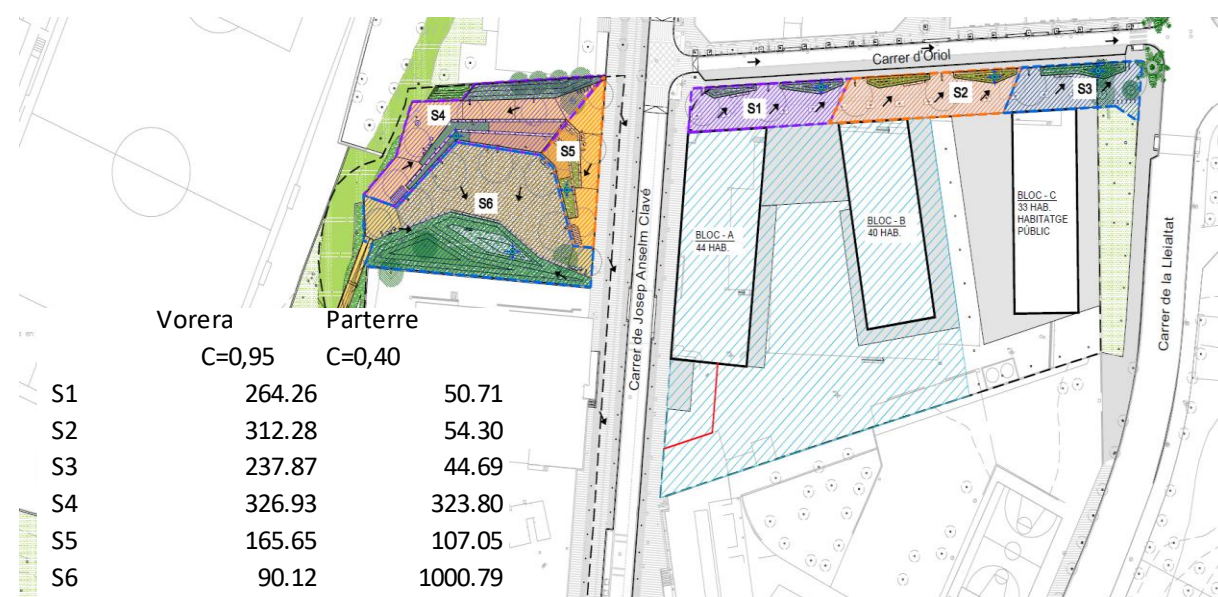 Carrer d'Oriol
S1
S2
S3
S4
S5
S6
BLOC - A
44 HAB.
BLOC - B
40 HAB.
BLOC - C
33 HAB.
HABITATGE
PÚBLIC
Carrer de Josep Anselm Clavé
Carrer de la Lleialtat
Vorera Parterre
C=0,95 C=0,40
S1 264.26 50.71
S2 312.28 54.30
S3 237.87 44.69
S4 326.93 323.80
S5 165.65 107.05
S6 90.12 1000.79